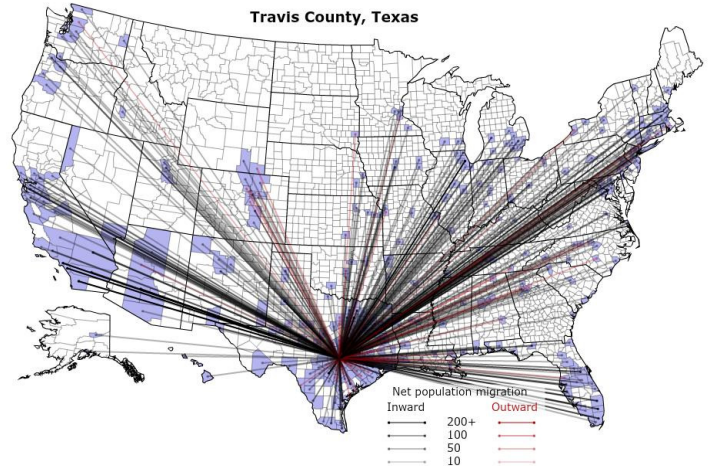 Travis County, Texas
Net population migration
Inward Outward
200+
100
50
10